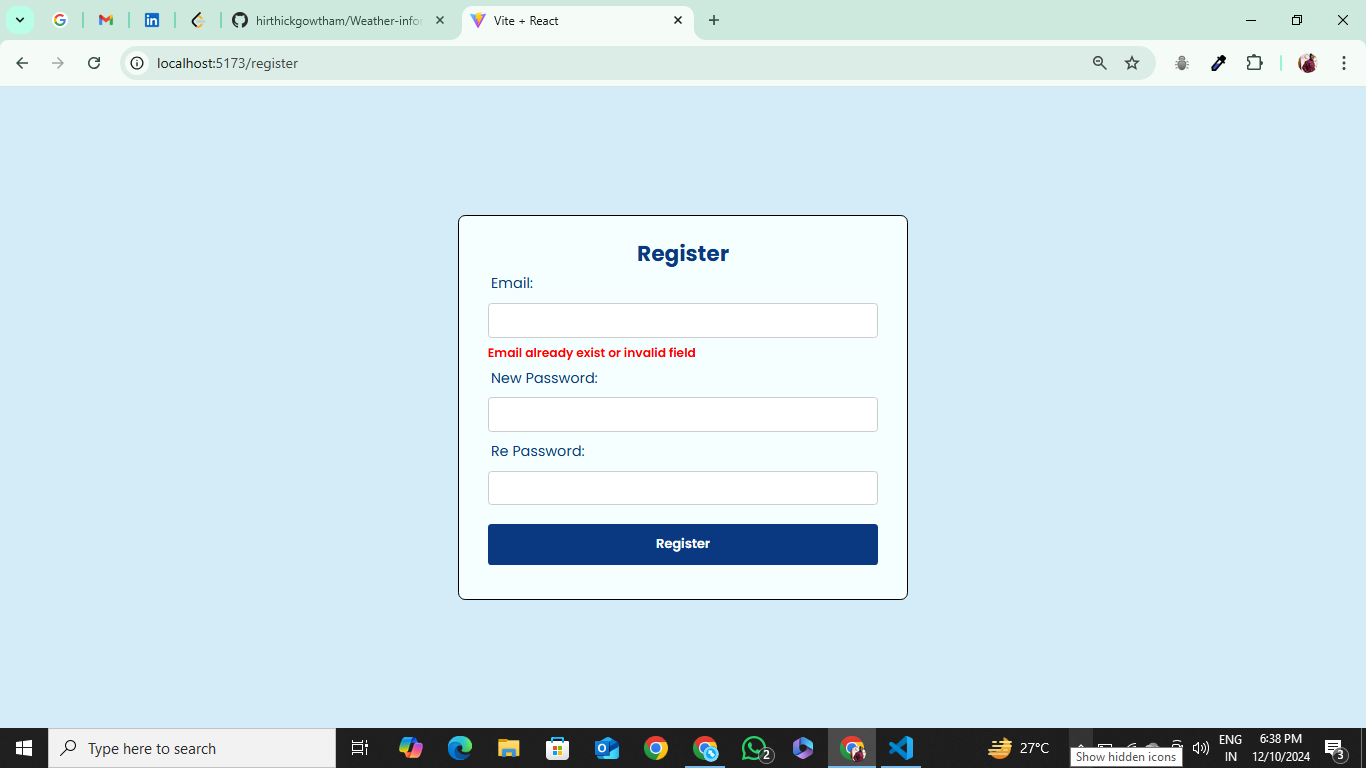 hirthickgowtham/Weather-infor
Vite + React
localhost:5173/register
Register
Email:
Email already exist or invalid field
New Password:
Re Password:
Register
Type here to search
2
27°C
ENG
IN
6:38 PM
12/10/2024
3
Show hidden icons